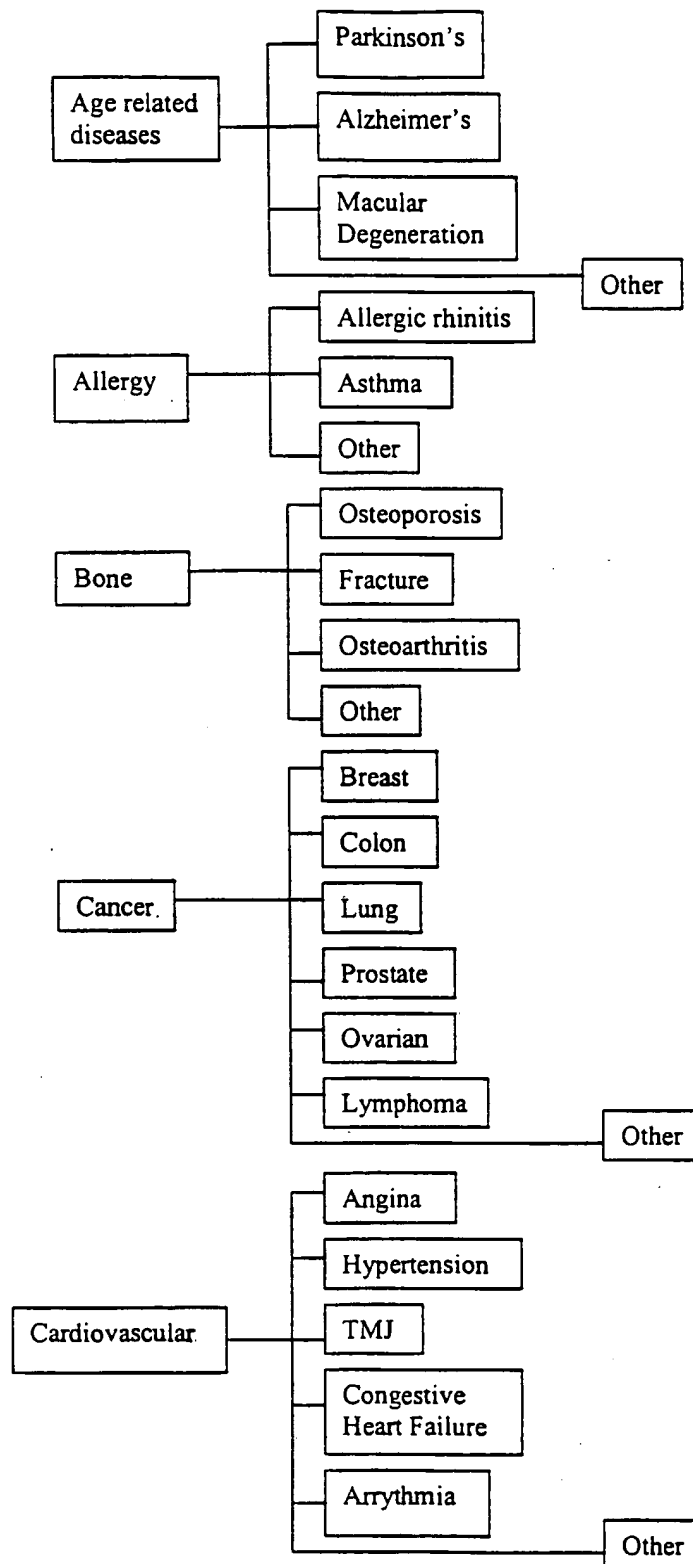 Parkinson's
Age related
diseases
Alzheimer's
Macular
Degeneration
Other
Allergic rhinitis
Allergy
Asthma
Other
Osteoporosis
Bone
Fracture
Osteoarthritis
Other
Breast
Colon
Cancer
Lung
Prostate
Ovarian
Lymphoma
Other
Angina
Hypertension
Cardiovascular
TMJ
Congestive
Heart Failure
Arrythmia
Other